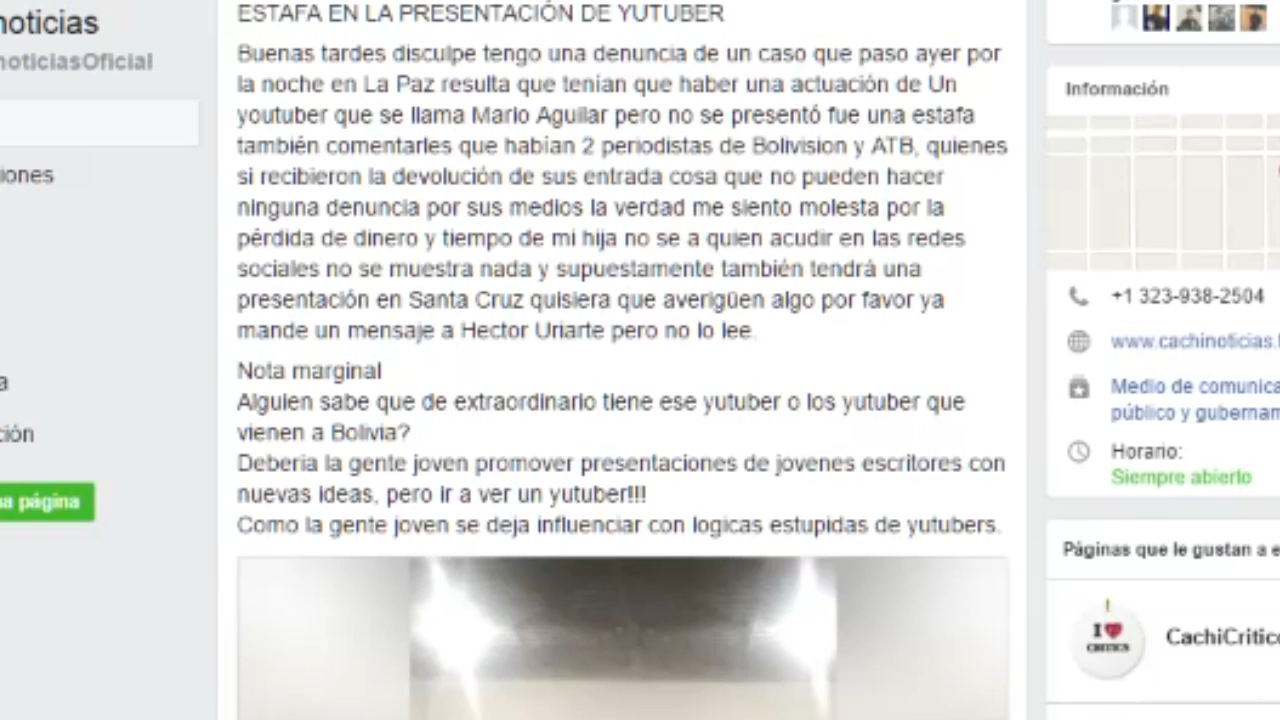 noticias
noticiasOficial
iones
a
ción
na página
ESTAFA EN LA PRESENTACIÓN DE YUTUBER
Buenas tardes disculpe tengo una denuncia de un caso que paso ayer por
la noche en La Paz resulta que tenían que haber una actuación de Un
youtuber que se llama Mario Aguilar pero no se presentó fue una estafa
también comentarles que habían 2 periodistas de Bolivision y ATB, quienes
si recibieron la devolución de sus entrada cosa que no pueden hacer
ninguna denuncia por sus medios la verdad me siento molesta por la
pérdida de dinero y tiempo de mi hija no se a quien acudir en las redes
sociales no se muestra nada y supuestamente también tendrá una
presentación en Santa Cruz quisiera que averigüen algo por favor ya
mande un mensaje a Hector Uriarte pero no lo lee.
Nota marginal
Alguien sabe que de extraordinario tiene ese yutuber o los yutuber que
vienen a Bolivia?
Deberia la gente joven promover presentaciones de jovenes escritores con
nuevas ideas, pero ir a ver un yutuber!!!
Como la gente joven se deja influenciar con logicas estupidas de yutubers.
Información
+1 323-938-2504
www.cachinoticias.
Medio de comunica
público y gubernam
Horario:
Siempre abierto
Páginas que le gustan a e
I
CRITICS
CachiCritico